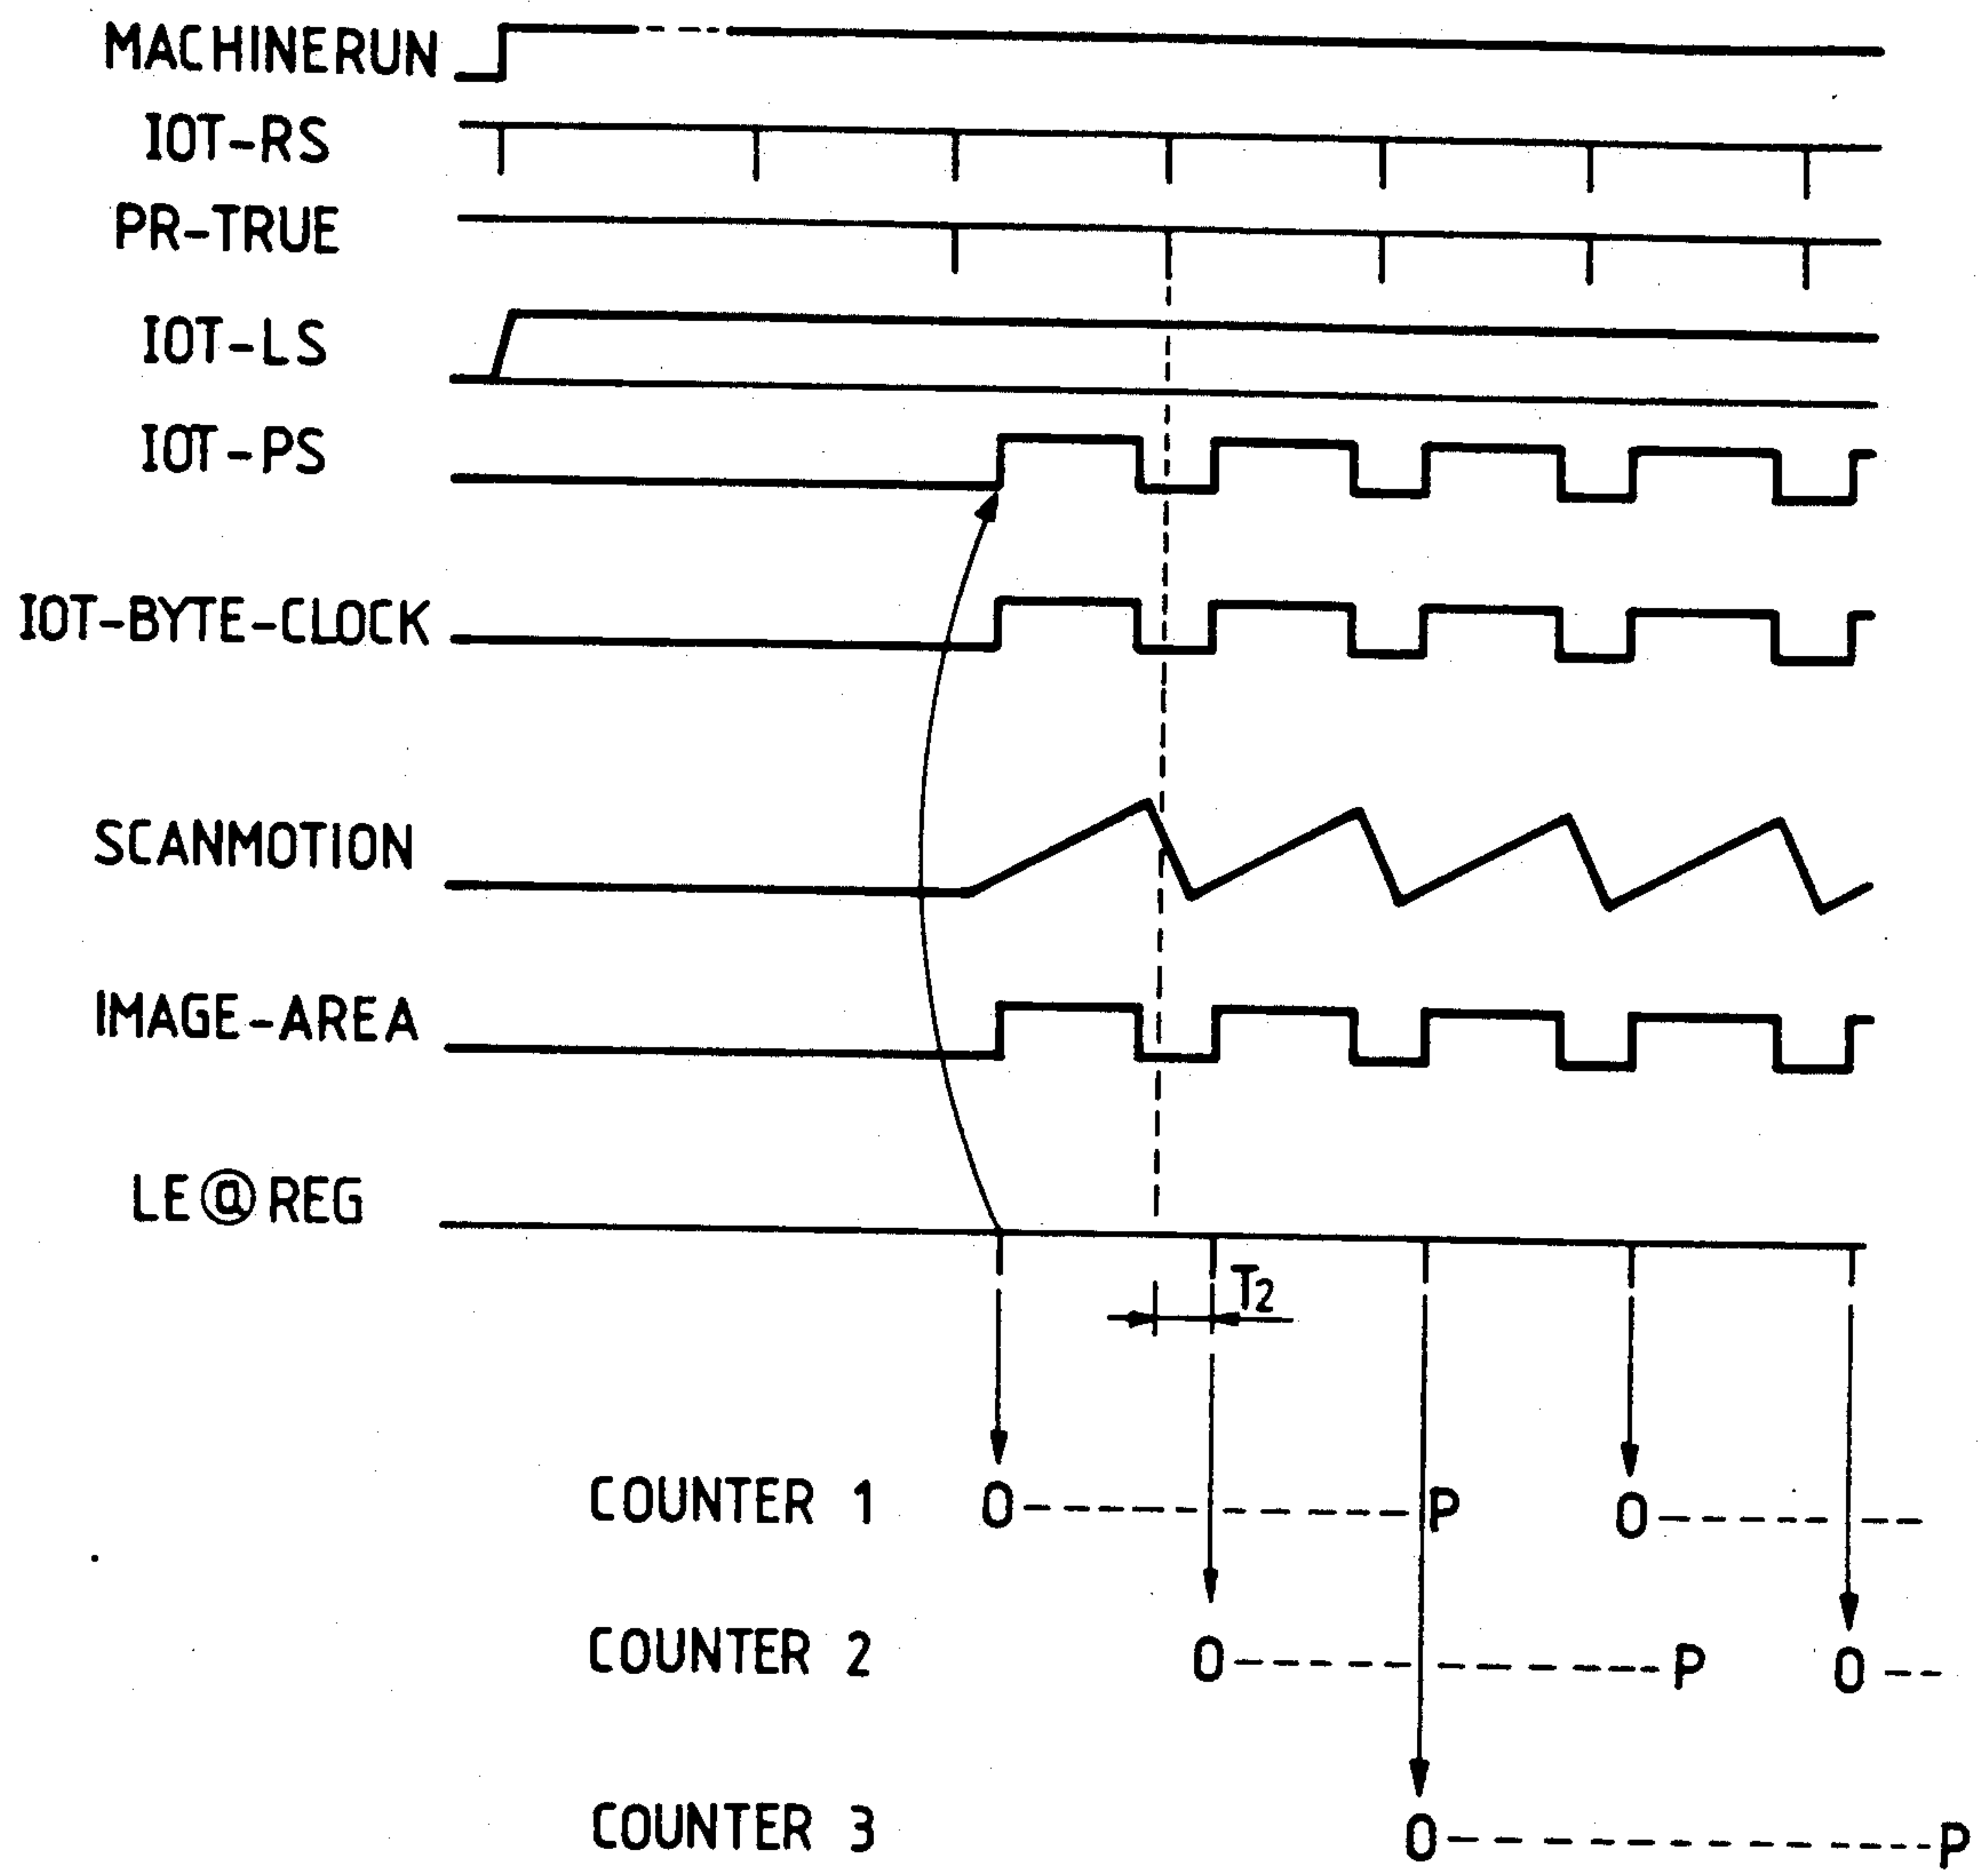 MACHINERUN
IOT-RS
PR-TRUE
IOT-LS
IOT-PS
IOT-BYTE-CLOCK
SCANMOTION
IMAGE-AREA
LE@REG
T2
COUNTER 1 0 P 0
COUNTER 2 0 P 0
COUNTER 3 0 P